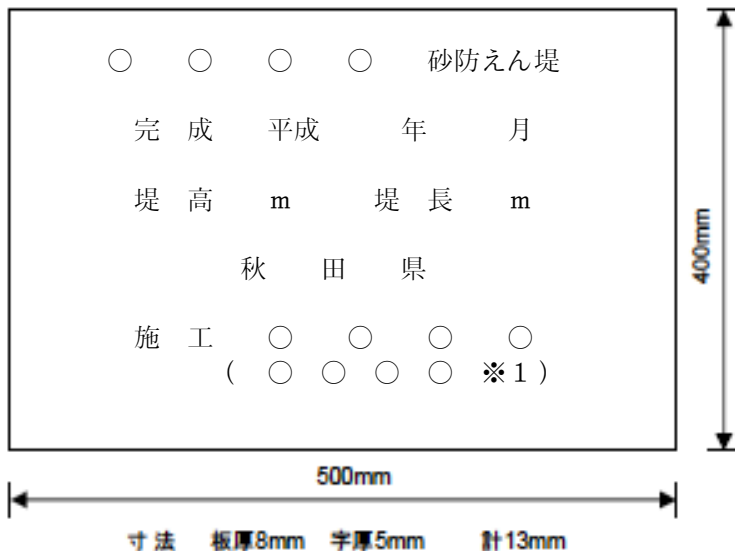 ○ ○ ○ ○ 砂防えん堤
完 成 平成 年 月
堤 高 m 堤 長 m
秋 田 県
施 工 ○ ○ ○ ○
( ○ ○ ○ ○ ※1 )
400mm
500mm
寸 法 板厚8mm 字厚5mm 計13mm